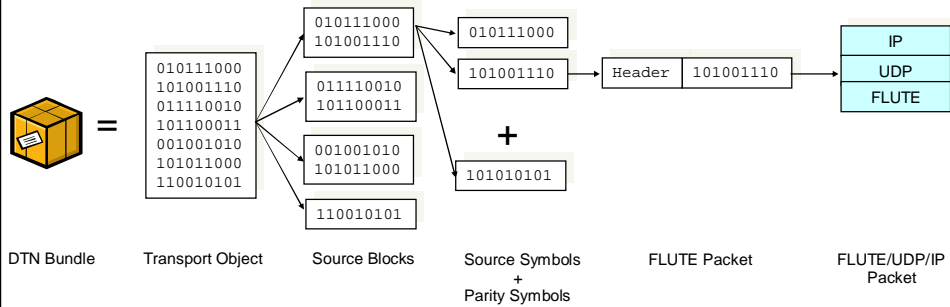 =
010111000
101001110
011110010
101100011
001001010
101011000
110010101
010111000
101001110
011110010
101100011
001001010
101011000
110010101
010111000
101001110
+
101010101
Header 101001110
IP
UDP
FLUTE
DTN Bundle
Transport Object
Source Blocks
Source Symbols
+
Parity Symbols
FLUTE Packet
FLUTE/UDP/IP
Packet